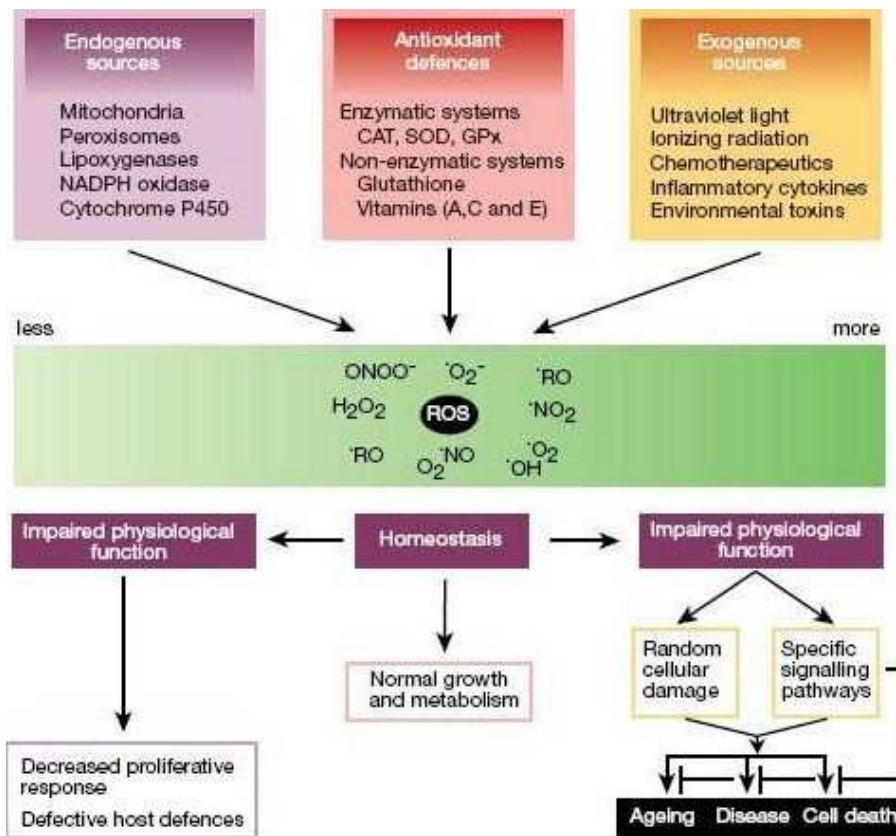 Endogenous
sources
Mitochondria
Peroxisomes
Lipoxygenases
NADPH oxidase
Cytochrome P450
Antioxidant
defences
Enzymatic systems
CAT, SOD, GPx
Non-enzymatic systems
Glutathione
Vitamins (A,C and E)
Exogenous
sources
Ultraviolet light
Ionizing radiation
Chemotherapeutics
Inflammatory cytokines
Environmental toxins
less
more
ONOO⁻ ˙O₂⁻ ˙RO
H₂O₂ ROS ˙NO₂
˙RO O₂ ˙NO ˙OH ˙O₂
Impaired physiological
function
Homeostasis
Impaired physiological
function
Normal growth
and metabolism
Random
cellular
damage
Specific
signalling
pathways
Decreased proliferative
response
Defective host defences
Ageing Disease Cell death